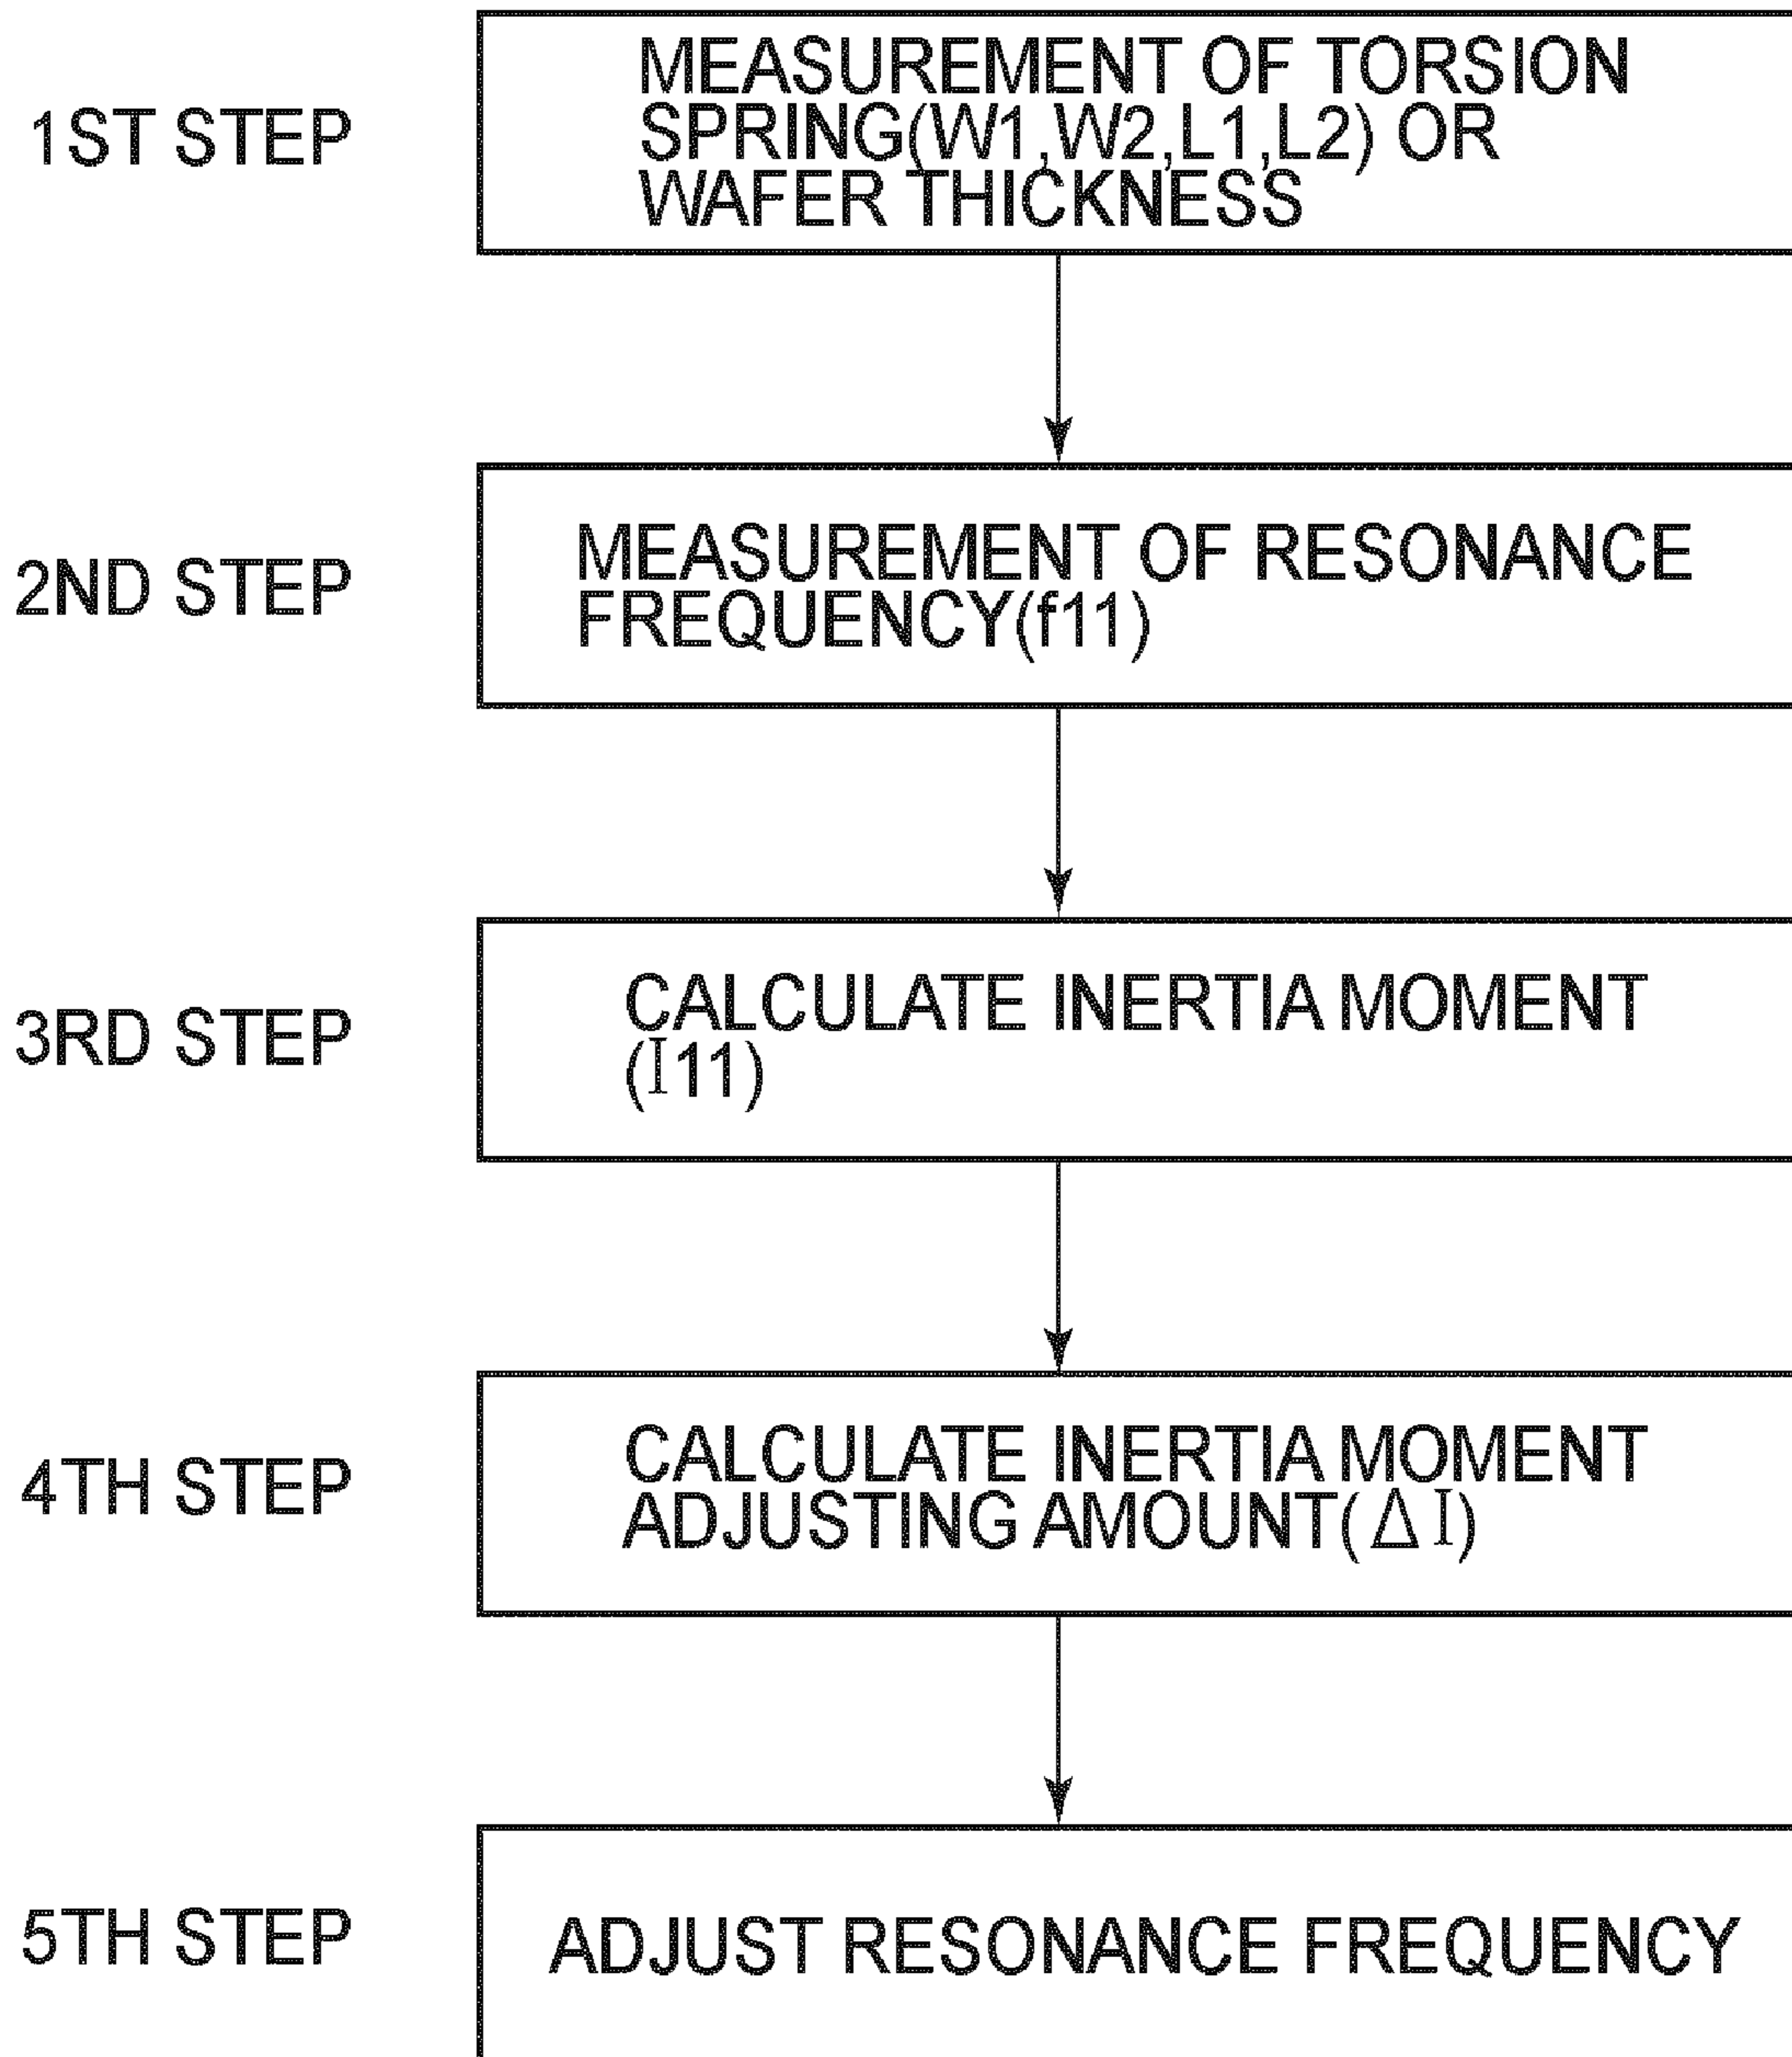 1ST STEP
MEASUREMENT OF TORSION
SPRING(W1,W2,L1,L2) OR
WAFER THICKNESS
2ND STEP
MEASUREMENT OF RESONANCE
FREQUENCY(f11)
3RD STEP
CALCULATE INERTIA MOMENT
(I11)
4TH STEP
CALCULATE INERTIA MOMENT
ADJUSTING AMOUNT(ΔI)
5TH STEP
ADJUST RESONANCE FREQUENCY